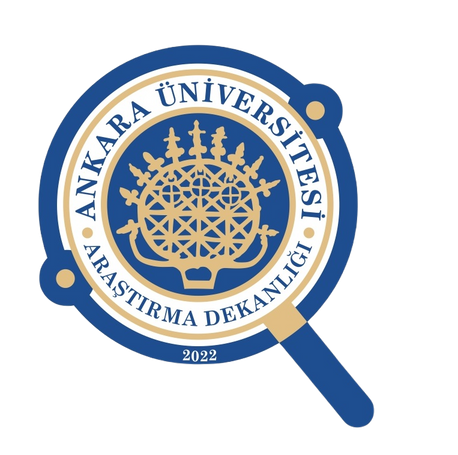 ANKARA ÜNİVERSİTESİ
ARAŞTIRMA DEKANLIĞI
2022